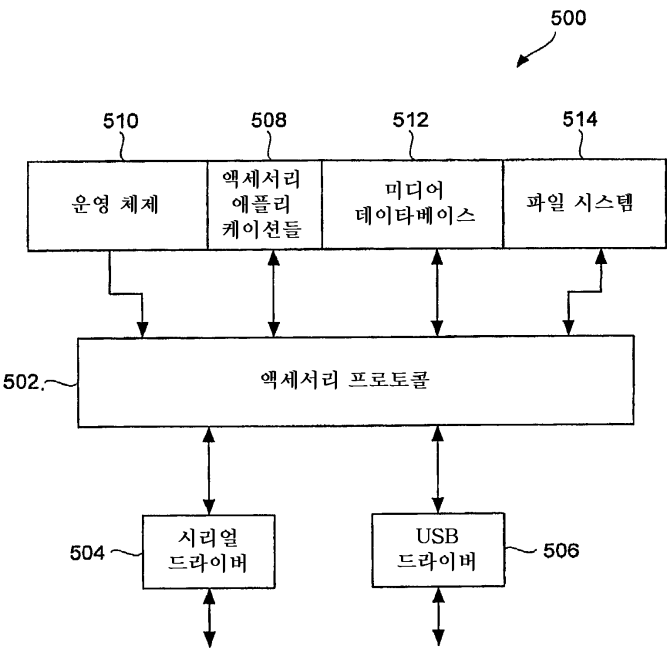 500
510
508
512
514
운영 체제
액세서리
애플리
케이션들
미디어
데이타베이스
파일 시스템
502.
액세서리 프로토콜
504
시리얼
드라이버
USB
드라이버
506